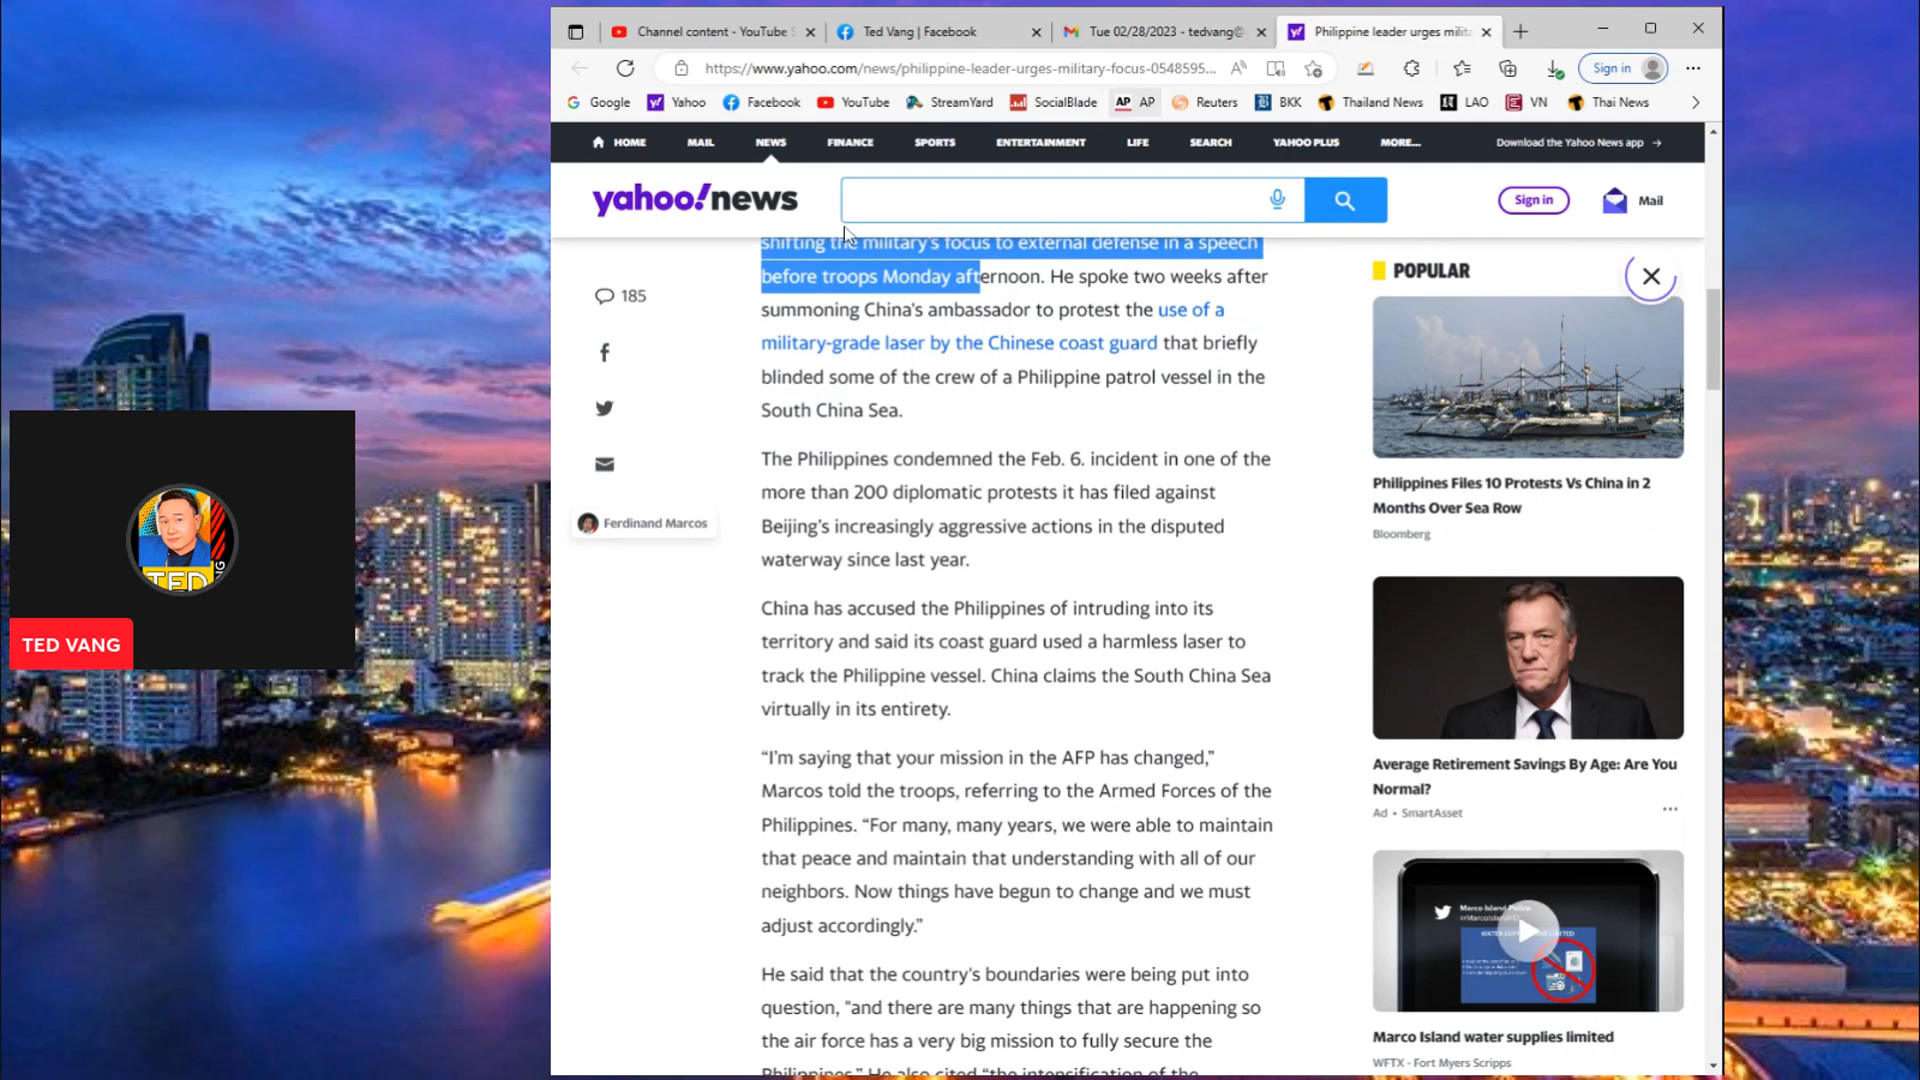 Channel content - YouTube S
Ted Vang | Facebook
Tue 02/28/2023 - tedvang@
Philippine leader urges milita
https://www.yahoo.com/news/philippine-leader-urges-military-focus-0548595...
Sign in
Google
Yahoo
Facebook
YouTube
StreamYard
SocialBlade
AP AP
Reuters
B BKK
Thailand News
LAO
VN
Thai News
HOME
MAIL
NEWS
FINANCE
SPORTS
ENTERTAINMENT
LIFE
SEARCH
YAHOO PLUS
MORE...
Download the Yahoo News app →
yahoo!news
Sign in
Mail
185
Ferdinand Marcos
shifting the military's focus to external defense in a speech
before troops Monday afternoon. He spoke two weeks after
summoning China's ambassador to protest the use of a
military-grade laser by the Chinese coast guard that briefly
blinded some of the crew of a Philippine patrol vessel in the
South China Sea.
The Philippines condemned the Feb. 6. incident in one of the
more than 200 diplomatic protests it has filed against
Beijing's increasingly aggressive actions in the disputed
waterway since last year.
China has accused the Philippines of intruding into its
territory and said its coast guard used a harmless laser to
track the Philippine vessel. China claims the South China Sea
virtually in its entirety.
“I'm saying that your mission in the AFP has changed,”
Marcos told the troops, referring to the Armed Forces of the
Philippines. “For many, many years, we were able to maintain
that peace and maintain that understanding with all of our
neighbors. Now things have begun to change and we must
adjust accordingly.”
He said that the country's boundaries were being put into
question, "and there are many things that are happening so
the air force has a very big mission to fully secure the
Philippines.” He also cited “the intensification of the
POPULAR
Philippines Files 10 Protests Vs China in 2
Months Over Sea Row
Bloomberg
Average Retirement Savings By Age: Are You
Normal?
Ad • SmartAsset
Marco Island Police
Marco Island water supplies limited
WFTX - Fort Myers Scripps
TED
TED VANG